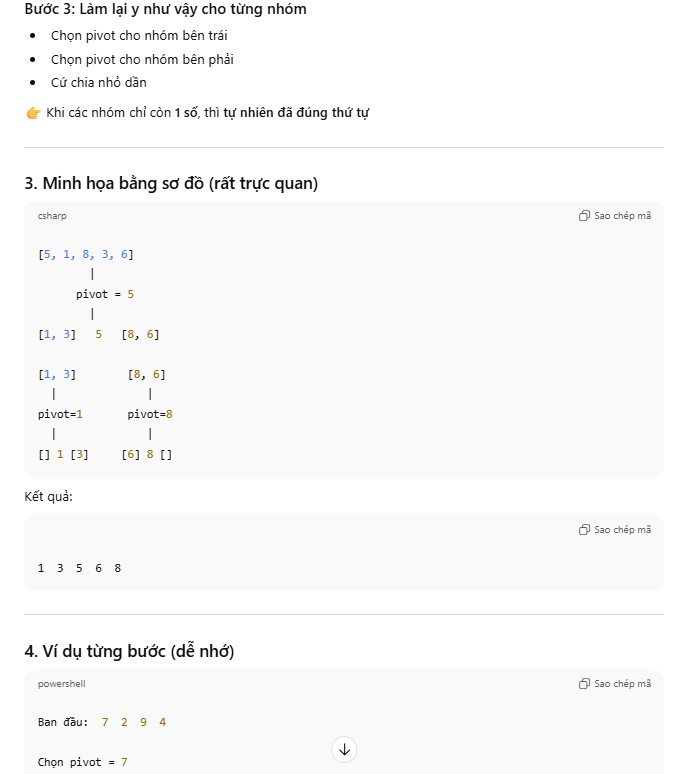 Bước 3: Làm lại y như vậy cho từng nhóm
• Chọn pivot cho nhóm bên trái
• Chọn pivot cho nhóm bên phải
• Cứ chia nhỏ dần
👉 Khi các nhóm chỉ còn 1 số, thì tự nhiên đã đúng thứ tự
3. Minh họa bằng sơ đồ (rất trực quan)
csharp Sao chép mã
[5, 1, 8, 3, 6]
|
pivot = 5
|
[1, 3] 5 [8, 6]
[1, 3] [8, 6]
| |
pivot=1 pivot=8
| |
[] 1 [3] [6] 8 []
Kết quả:
Sao chép mã
1 3 5 6 8
4. Ví dụ từng bước (dễ nhớ)
powershell Sao chép mã
Ban đầu: 7 2 9 4
Chọn pivot = 7